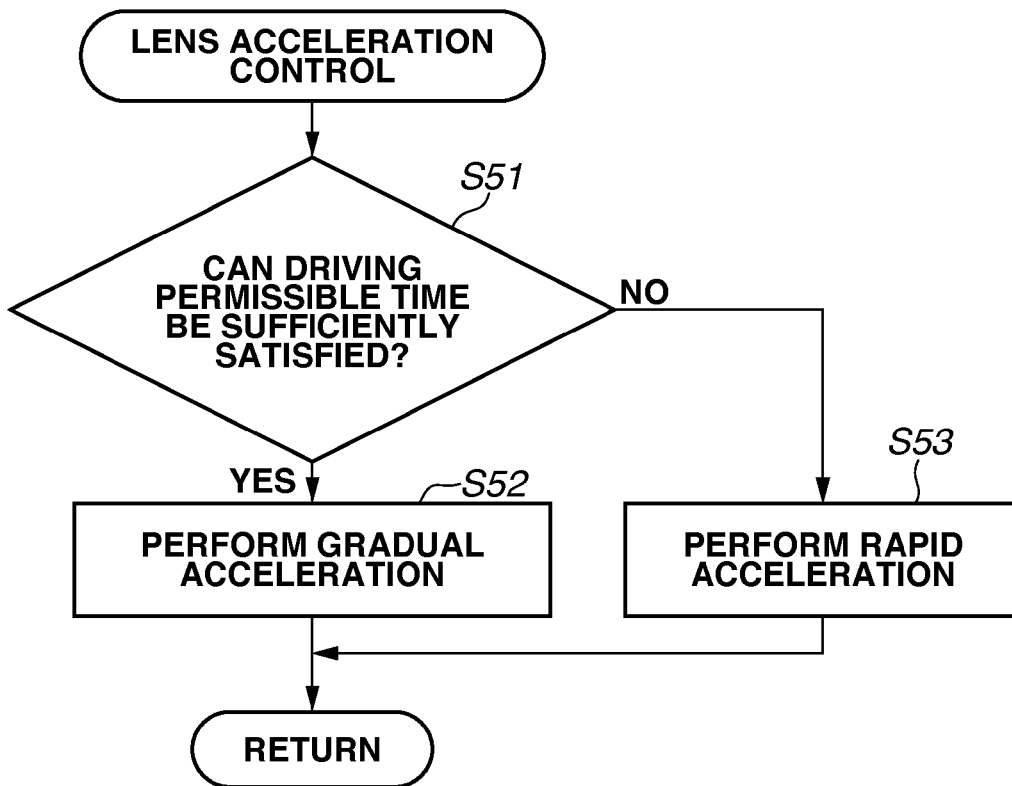 LENS ACCELERATION
CONTROL
S51
CAN DRIVING
PERMISSIBLE TIME
BE SUFFICIENTLY
SATISFIED?
NO
YES
S52
S53
PERFORM GRADUAL
ACCELERATION
PERFORM RAPID
ACCELERATION
RETURN